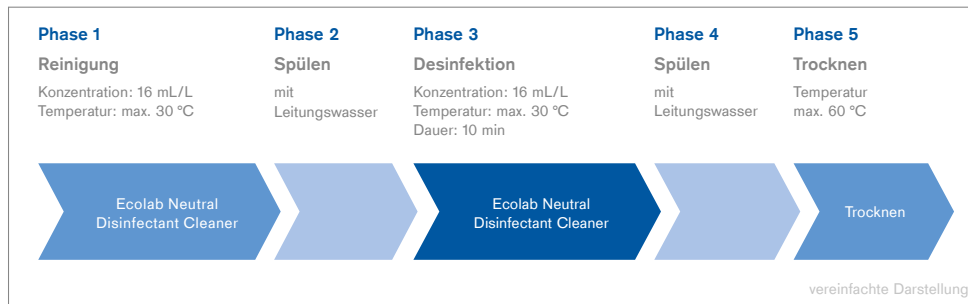 Phase 1
Reinigung
Konzentration: 16 mL/L
Temperatur: max. 30 °C
Phase 2
Spülen
mit
Leitungswasser
Phase 3
Desinfektion
Konzentration: 16 mL/L
Temperatur: max. 30 °C
Dauer: 10 min
Phase 4
Spülen
mit
Leitungswasser
Phase 5
Trocknen
Temperatur
max. 60 °C
Ecolab Neutral
Disinfectant Cleaner
Ecolab Neutral
Disinfectant Cleaner
Trocknen
vereinfachte Darstellung